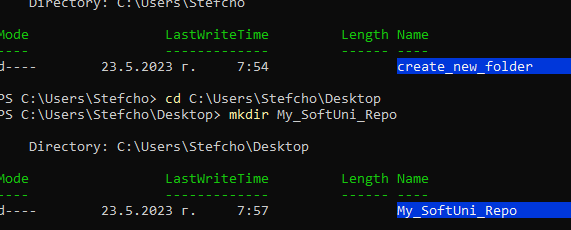 Directory: C:\Users\Stefcho
Mode LastWriteTime Length Name
---- ------------- ------ ----
d---- 23.5.2023 г. 7:54 create_new_folder
PS C:\Users\Stefcho> cd C:\Users\Stefcho\Desktop
PS C:\Users\Stefcho\Desktop> mkdir My_SoftUni_Repo
Directory: C:\Users\Stefcho\Desktop
Mode LastWriteTime Length Name
---- ------------- ------ ----
d---- 23.5.2023 г. 7:57 My_SoftUni_Repo